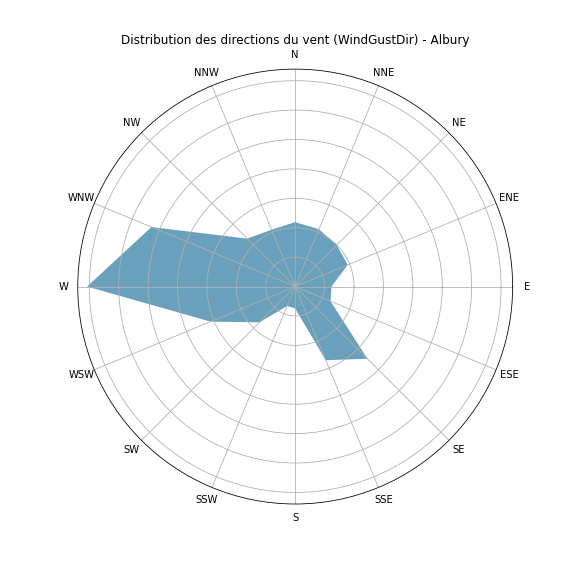 Distribution des directions du vent (WindGustDir) - Albury
N
NNW
NNE
NW
NE
WNW
ENE
W
E
WSW
ESE
SW
SE
SSW
SSE
S